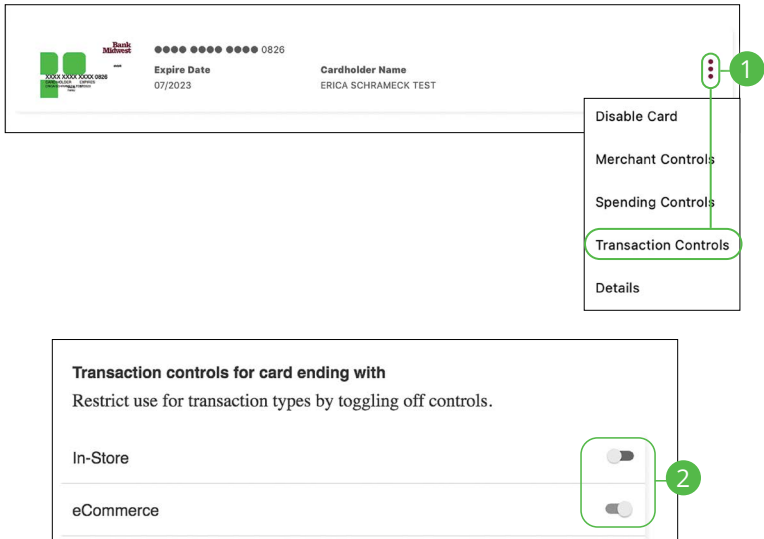 Bank
Midwest
●●●● ●●●● ●●●● 0826
XXXX XXXX XXXX 0826
Expire Date
Cardholder Name
07/2023
ERICA SCHRAMECK TEST
1
Disable Card
Merchant Controls
Spending Controls
Transaction Controls
Details
Transaction controls for card ending with
Restrict use for transaction types by toggling off controls.
In-Store
eCommerce
2